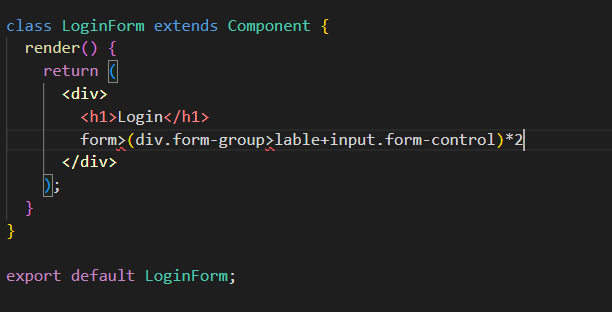 class LoginForm extends Component {
render() {
return (
<div>
<h1>Login</h1>
form>(div.form-group>lable+input.form-control)*2
</div>
);
}
}
export default LoginForm;